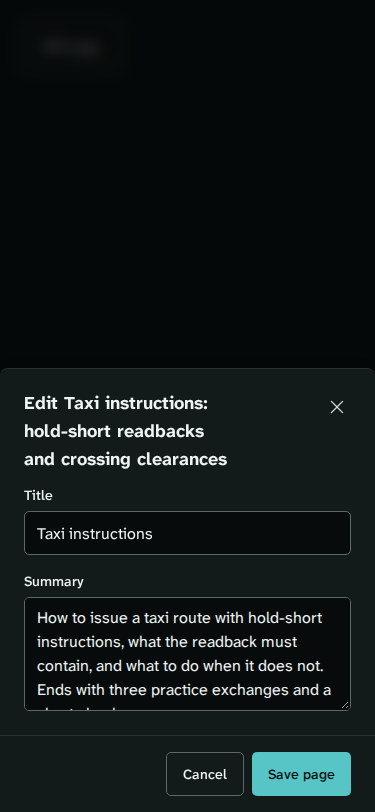 Edit Taxi instructions:
hold-short readbacks
and crossing clearances
Title
Taxi instructions
Summary
How to issue a taxi route with hold-short
instructions, what the readback must
contain, and what to do when it does not.
Ends with three practice exchanges and a
Cancel
Save page